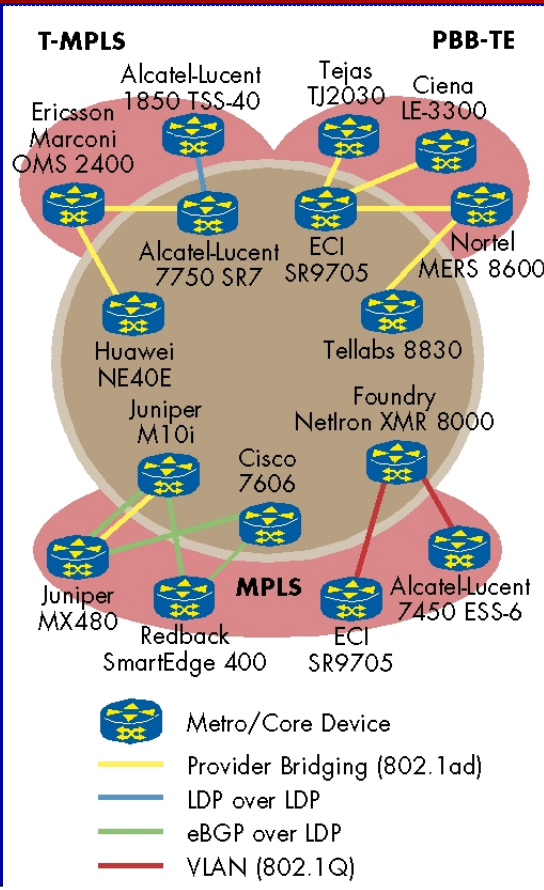 T-MPLS
PBB-TE
Alcatel-Lucent
1850 TSS-40
Tejas
TJ2030
Ciena
LE-3300
Ericsson
Marconi
OMS 2400
Alcatel-Lucent
7750 SR7
ECI
SR9705
Nortel
MERS 8600
Huawei
NE40E
Tellabs 8830
Juniper
M10i
Foundry
NetIron XMR 8000
Cisco
7606
Juniper
MX480
MPLS
Redback
SmartEdge 400
ECI
SR9705
Alcatel-Lucent
7450 ESS-6
Metro/Core Device
Provider Bridging (802.1ad)
LDP over LDP
eBGP over LDP
VLAN (802.1Q)